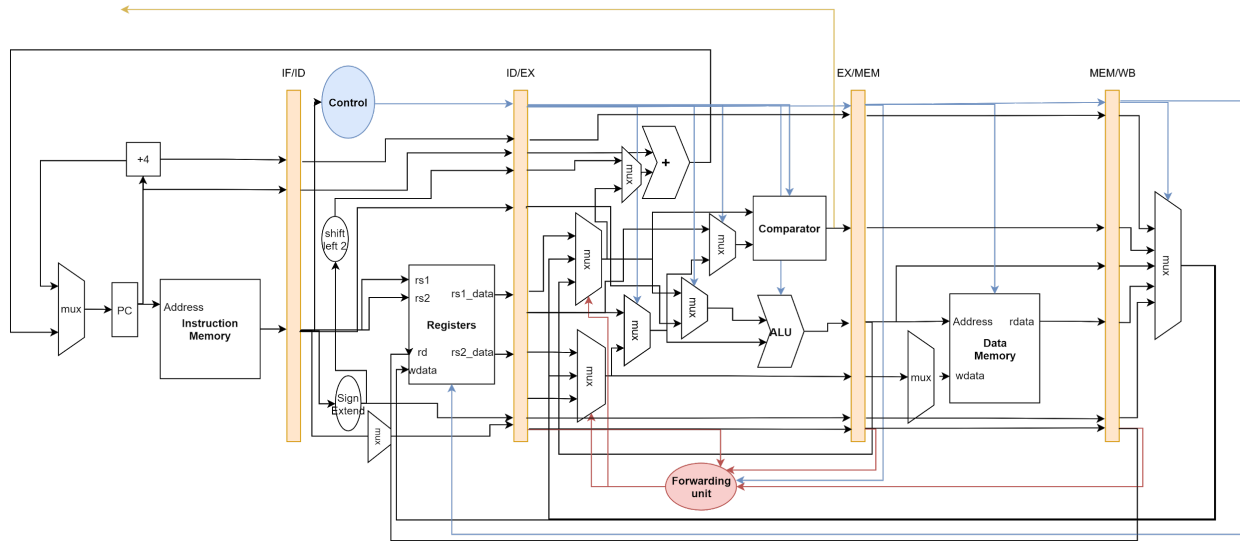 IF/ID
ID/EX
EX/MEM
MEM/WB
Control
+4
+
mux
shift
left 2
mux
PC
Address
Instruction
Memory
rs1
rs2
rs1_data
Registers
rd
rs2_data
wdata
Sign
Extend
mux
mux
mux
mux
mux
mux
Comparator
ALU
mux
Address
rdata
Data
Memory
wdata
mux
Forwarding
unit